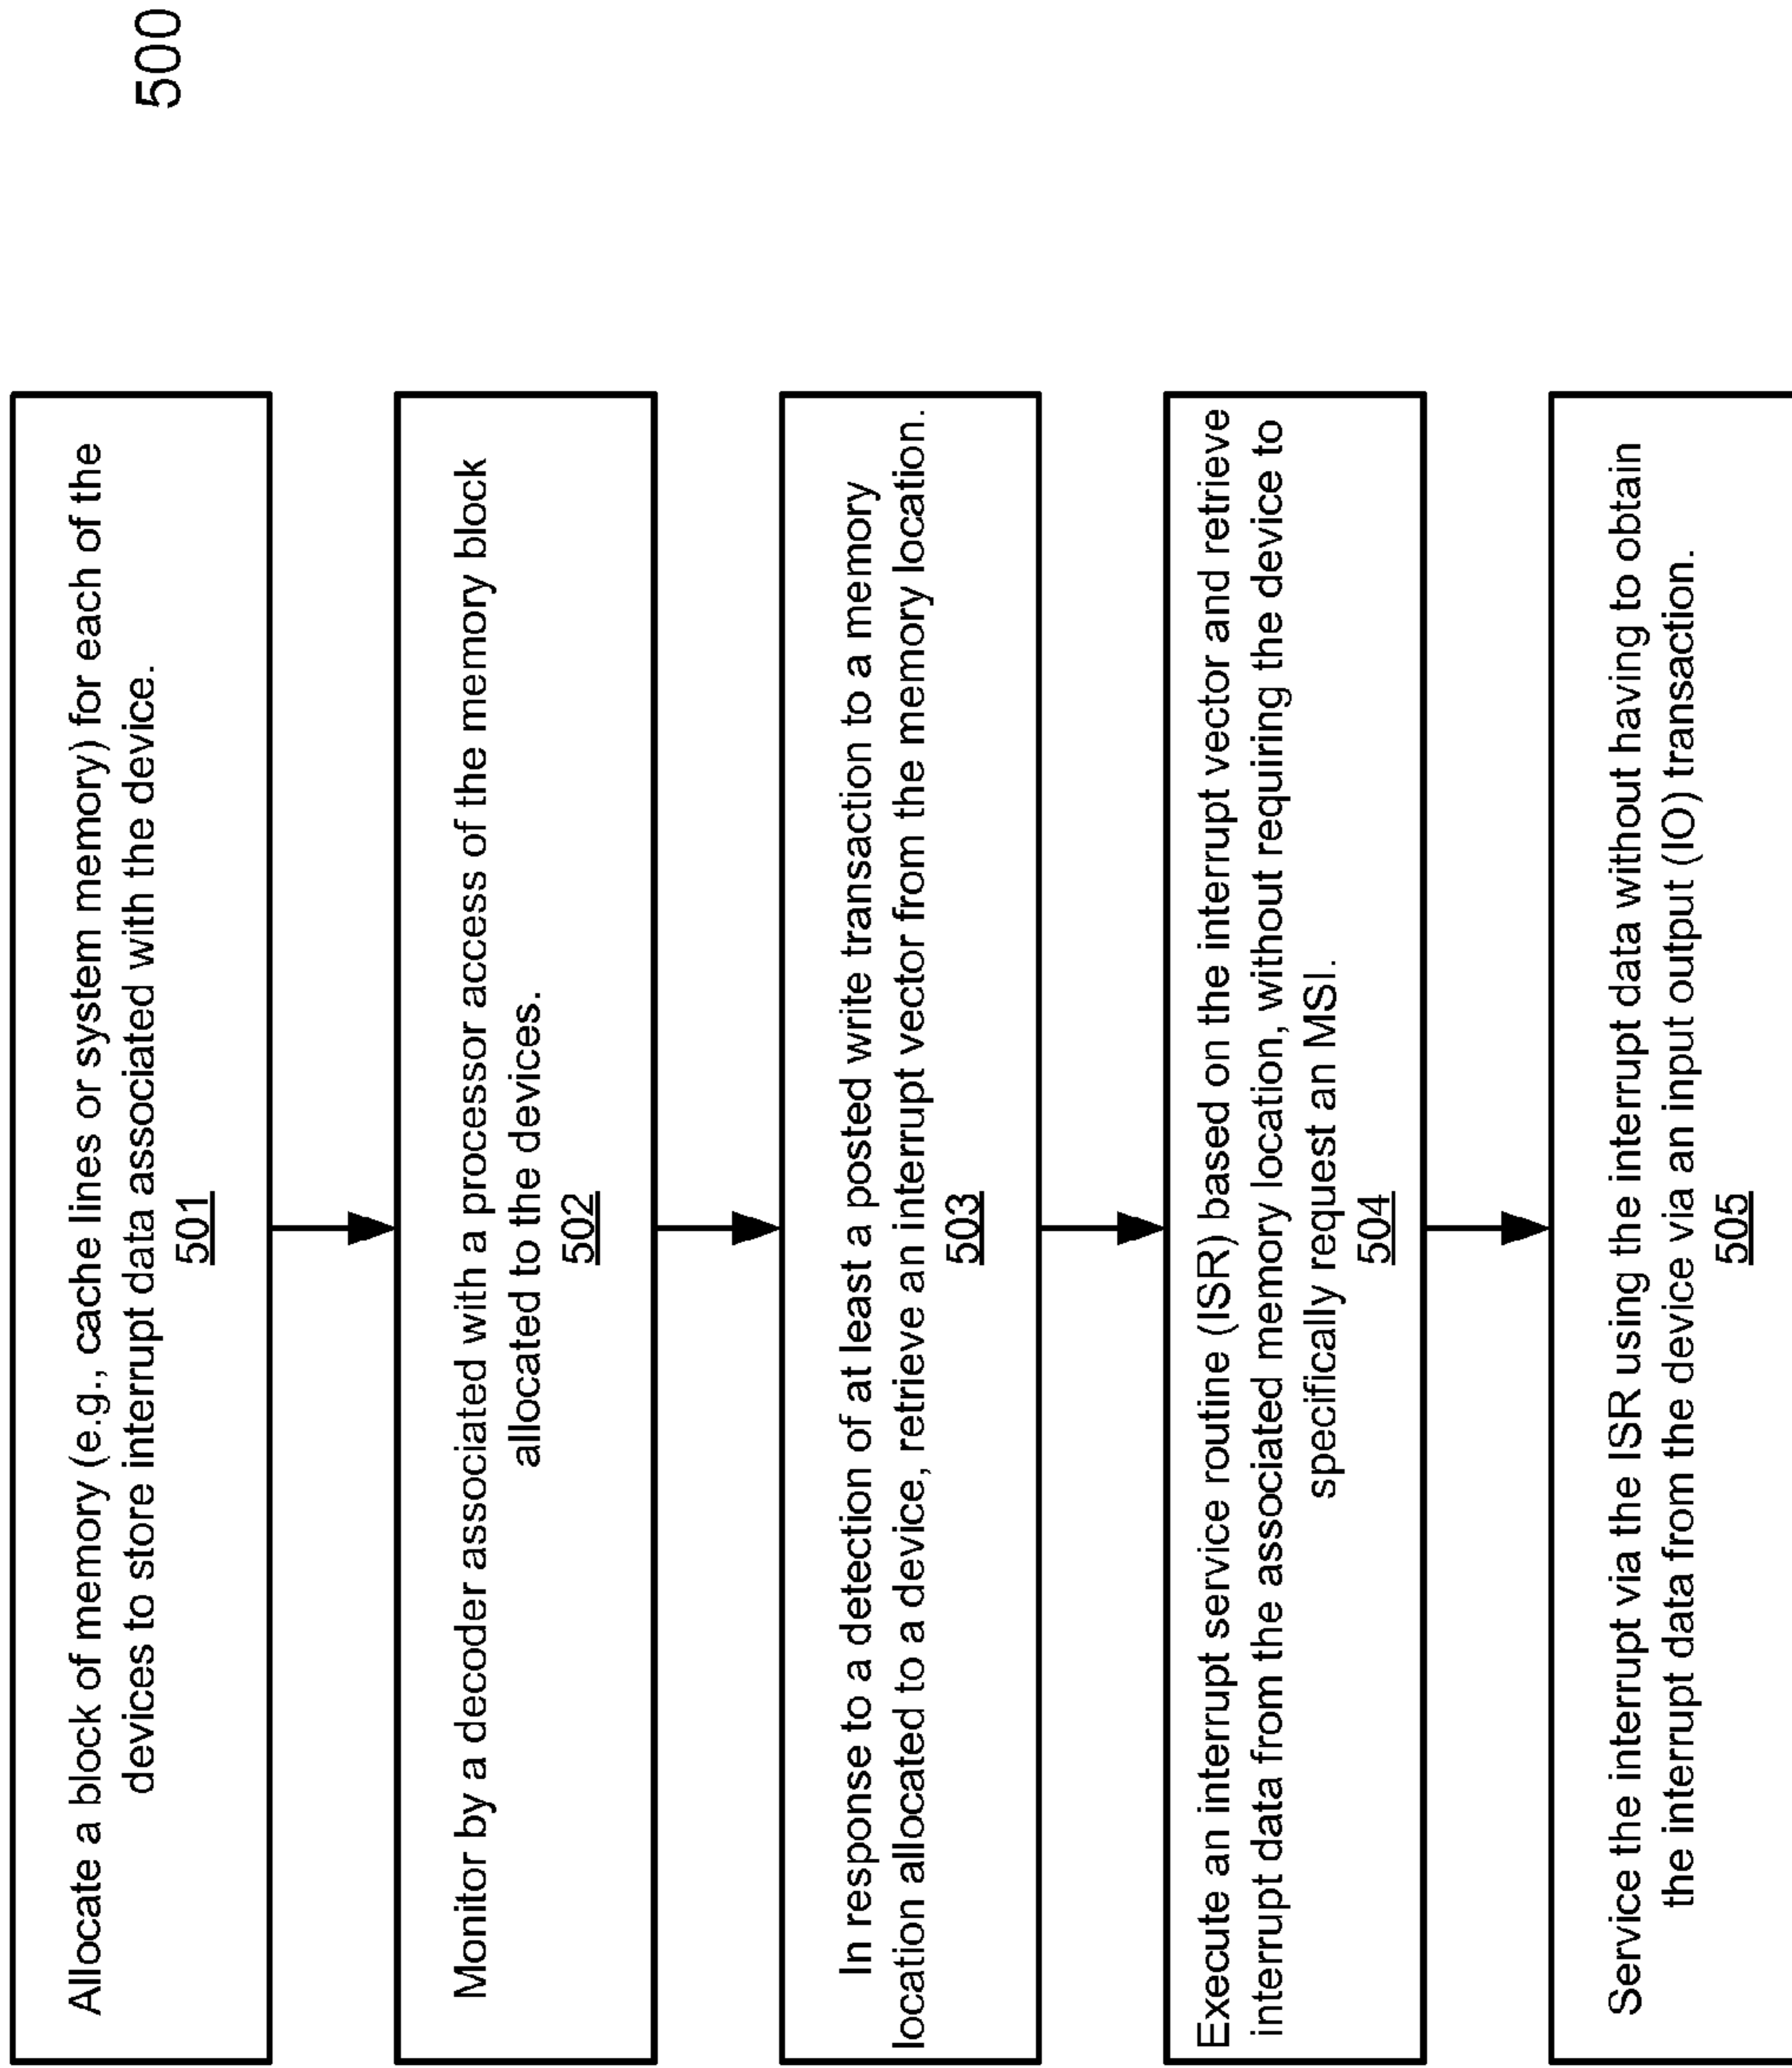 500
Allocate a block of memory (e.g., cache lines or system memory) for each of the
devices to store interrupt data associated with the device.
501
Monitor by a decoder associated with a processor access of the memory block
allocated to the devices.
502
In response to a detection of at least a posted write transaction to a memory
location allocated to a device, retrieve an interrupt vector from the memory location.
503
Execute an interrupt service routine (ISR) based on the interrupt vector and retrieve
interrupt data from the associated memory location, without requiring the device to
specifically request an MSI.
504
Service the interrupt via the ISR using the interrupt data without having to obtain
the interrupt data from the device via an input output (IO) transaction.
505